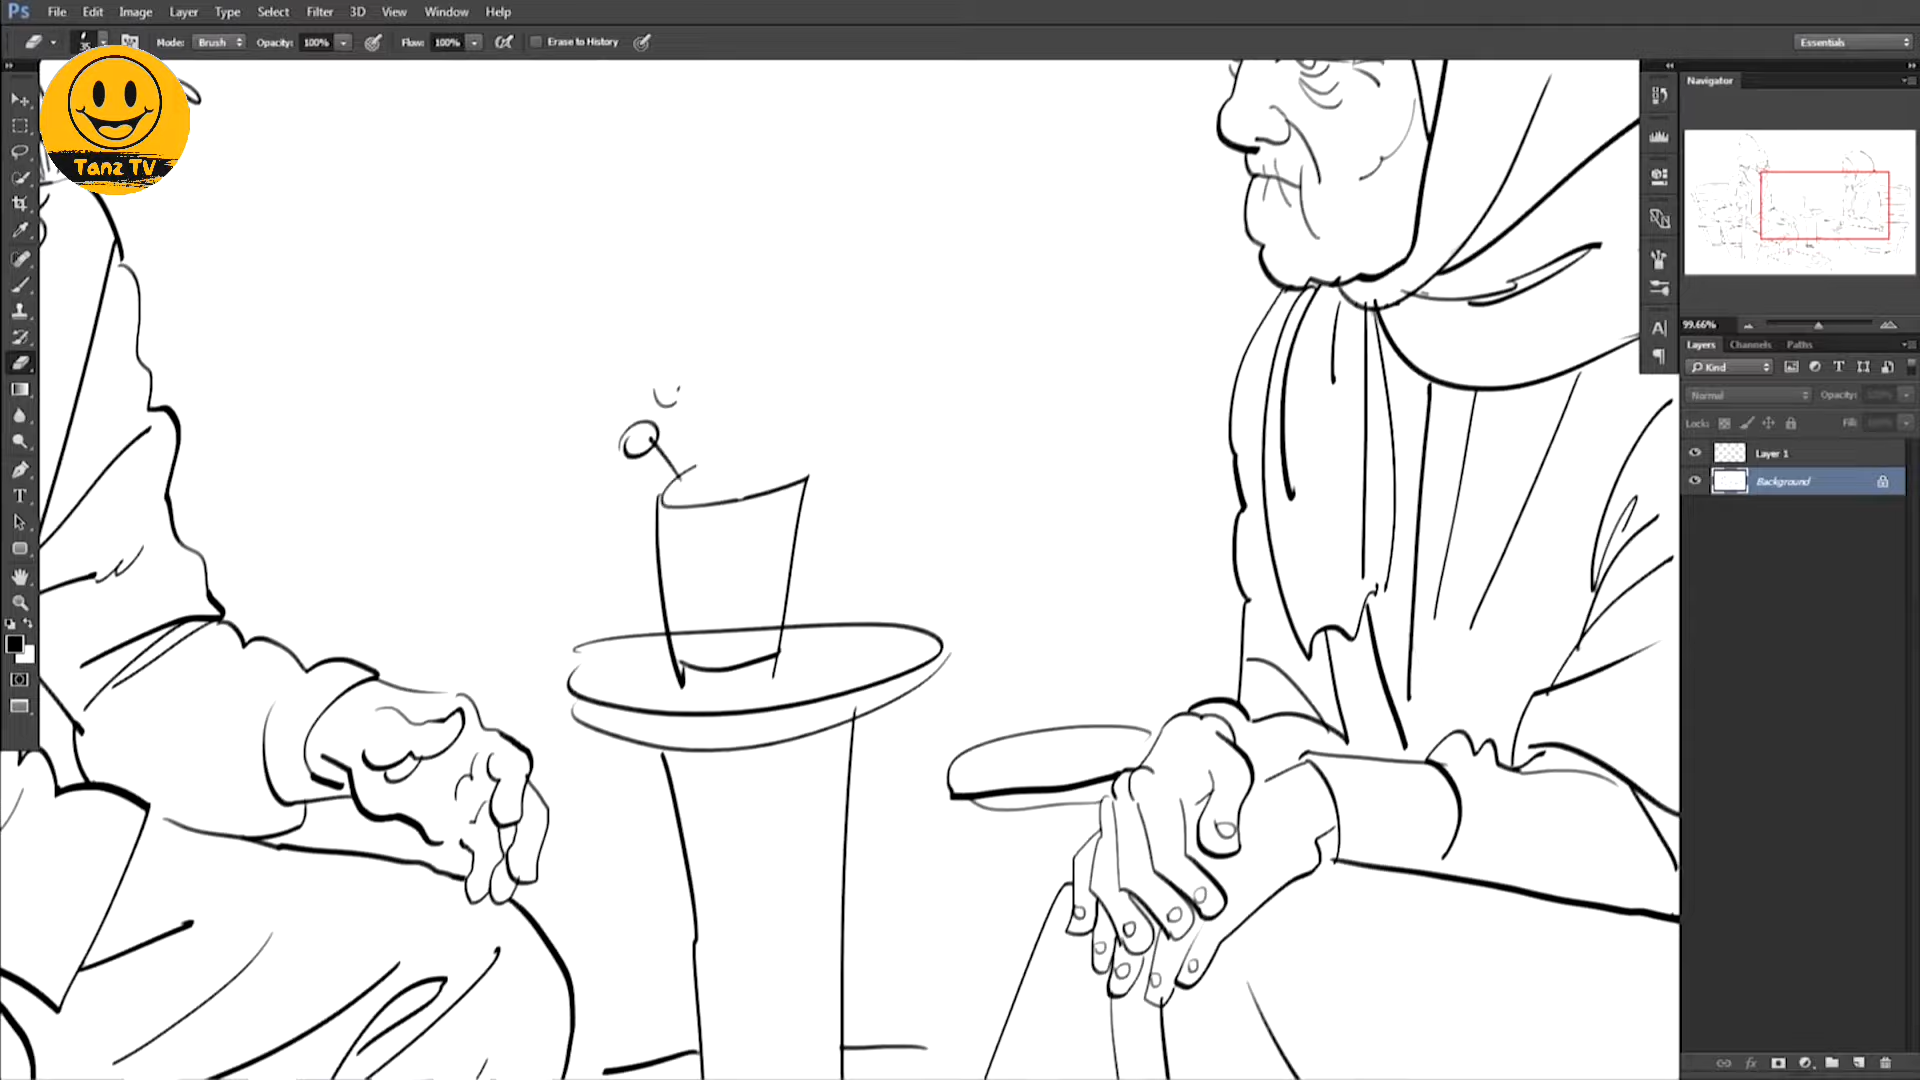 Ps File Edit Image Layer Type Select Filter 3D View Window Help
35 Mode: Brush Opacity: 100% Flow: 100% Erase to History Essentials
Tanz TV
Navigator
99.66%
Layers Channels Paths
Kind
Normal Opacity: 100%
Lock: Fill:
Layer 1
Background